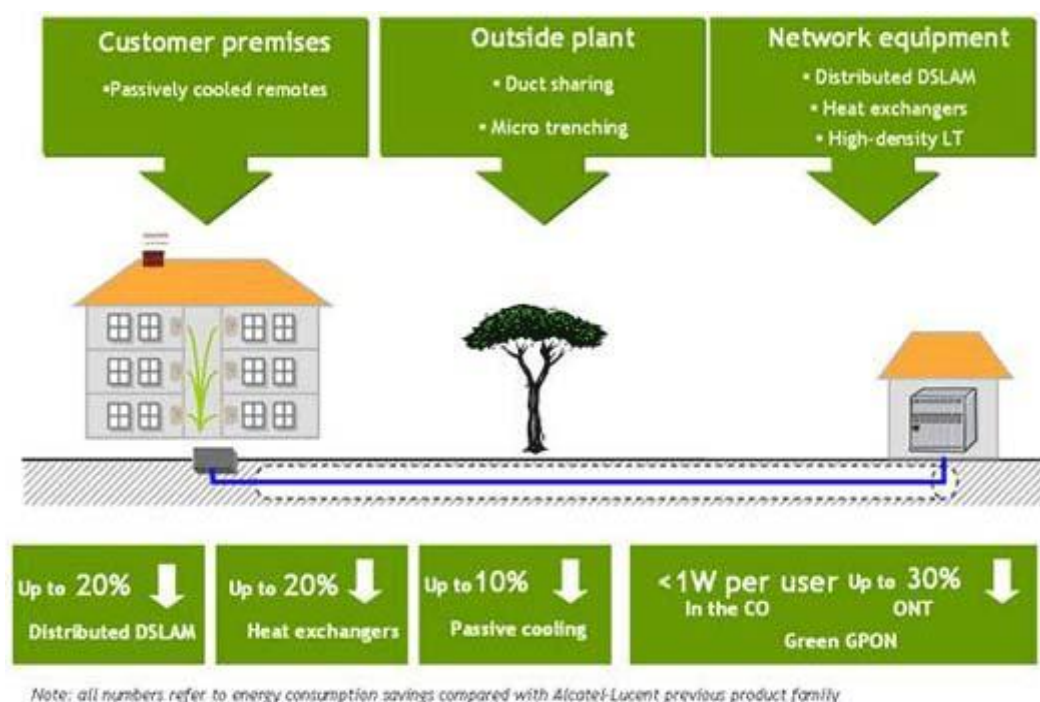 Customer premises
▪Passively cooled remotes
Outside plant
▪ Duct sharing
▪ Micro trenching
Network equipment
▪ Distributed DSLAM
▪ Heat exchangers
▪ High-density LT
Up to 20%
Distributed DSLAM
Up to 20%
Heat exchangers
Up to 10%
Passive cooling
<1W per user Up to 30%
In the CO ONT
Green GPON
Note: all numbers refer to energy consumption savings compared with Alcatel-Lucent previous product family